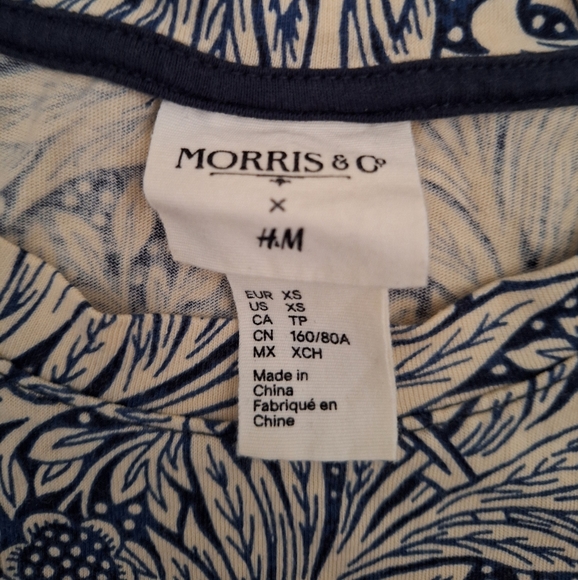 MORRIS & Co
×
H&M
EUR XS
US XS
CA TP
CN 160/80A
MX XCH
Made in
China
Fabriqué en
Chine